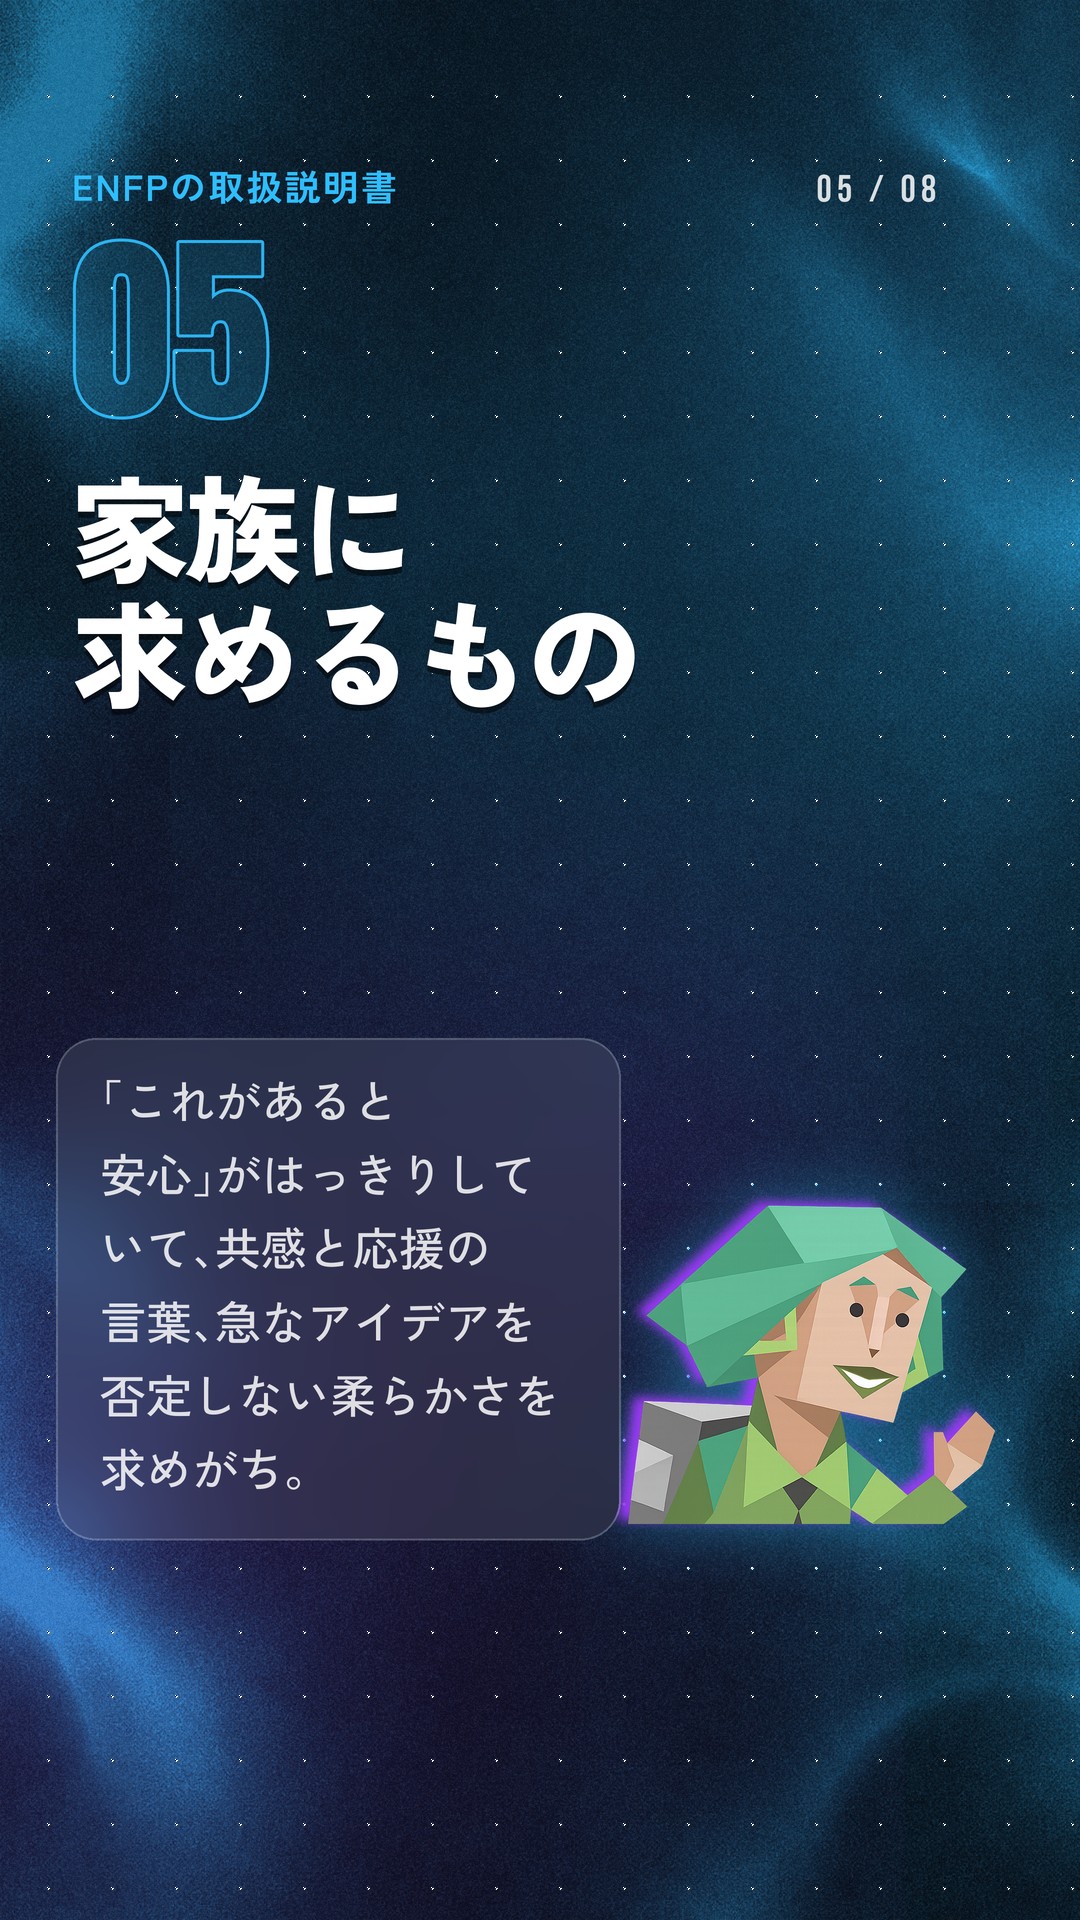 ENFPの取扱説明書
05 / 08
05
家族に
求めるもの
「これがあると
安心」がはっきりして
いて、共感と応援の
言葉、急なアイデアを
否定しない柔らかさを
求めがち。